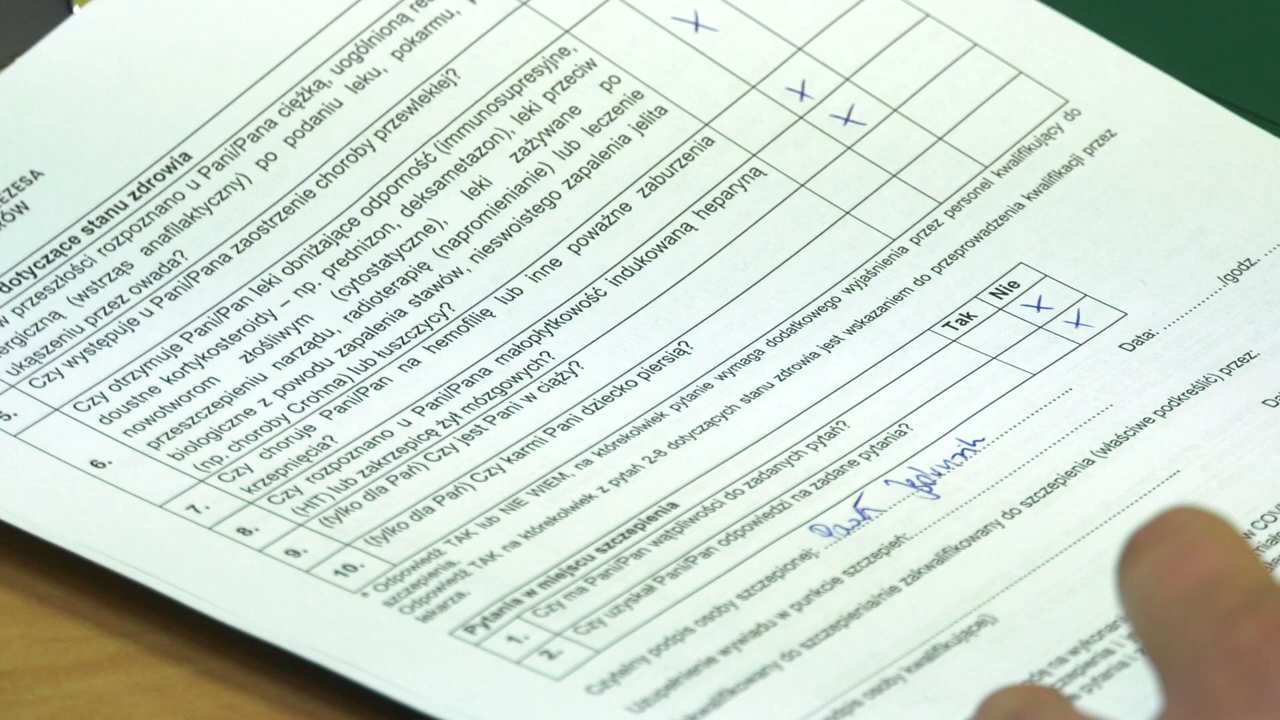 EZESA
TÓW
dotyczące stanu zdrowia
w przeszłości rozpoznano u Pani/Pana ciężką, uogólnioną
(wstrząs anafilaktyczny) po podaniu leku, pokarmu,
ukąszeniu przez owada?
5. Czy występuje u Pani/Pana zaostrzenie choroby przewlekłej?
6. Czy otrzymuje Pani/Pan leki obniżające odporność (immunosupresyjne,
doustne kortykosteroidy – np. prednizon, deksametazon), leki przeciw
nowotworom złośliwym (cytostatyczne), leki zażywane po
przeszczepieniu narządu, radioterapię (napromienianie) lub leczenie
biologiczne z powodu zapalenia stawów, nieswoistego zapalenia jelita
(np. choroby Crohna) lub łuszczycy?
7. Czy choruje Pani/Pan na hemofilię lub inne poważne zaburzenia
krzepnięcia?
8. Czy rozpoznano u Pani/Pana małopłytkowość indukowaną heparyną
(HIT) lub zakrzepicę żył mózgowych?
9. (tylko dla Pań) Czy jest Pani w ciąży?
10. (tylko dla Pań) Czy karmi Pani dziecko piersią?
* Odpowiedź TAK lub NIE WIEM, na którekolwiek pytanie wymaga dodatkowego wyjaśnienia przez personel kwalifikujący do
szczepienia.
Odpowiedź TAK na którekolwiek z pytań 2-8 dotyczących stanu zdrowia jest wskazaniem do przeprowadzenia kwalifikacji przez
lekarza.
Pytania w miejscu szczepienia Tak Nie
1. Czy ma Pani/Pan wątpliwości do zadanych pytań? X
2. Czy uzyskał Pani/Pan odpowiedzi na zadane pytania? X
Czytelny podpis osoby szczepionej:
Data: /godz.
Uzupełnienie wywiadu w punkcie szczepień:
kwalifikowany do szczepienia/nie zakwalifikowany do szczepienia (właściwe podkreślić) przez:
osoby kwalifikującej)